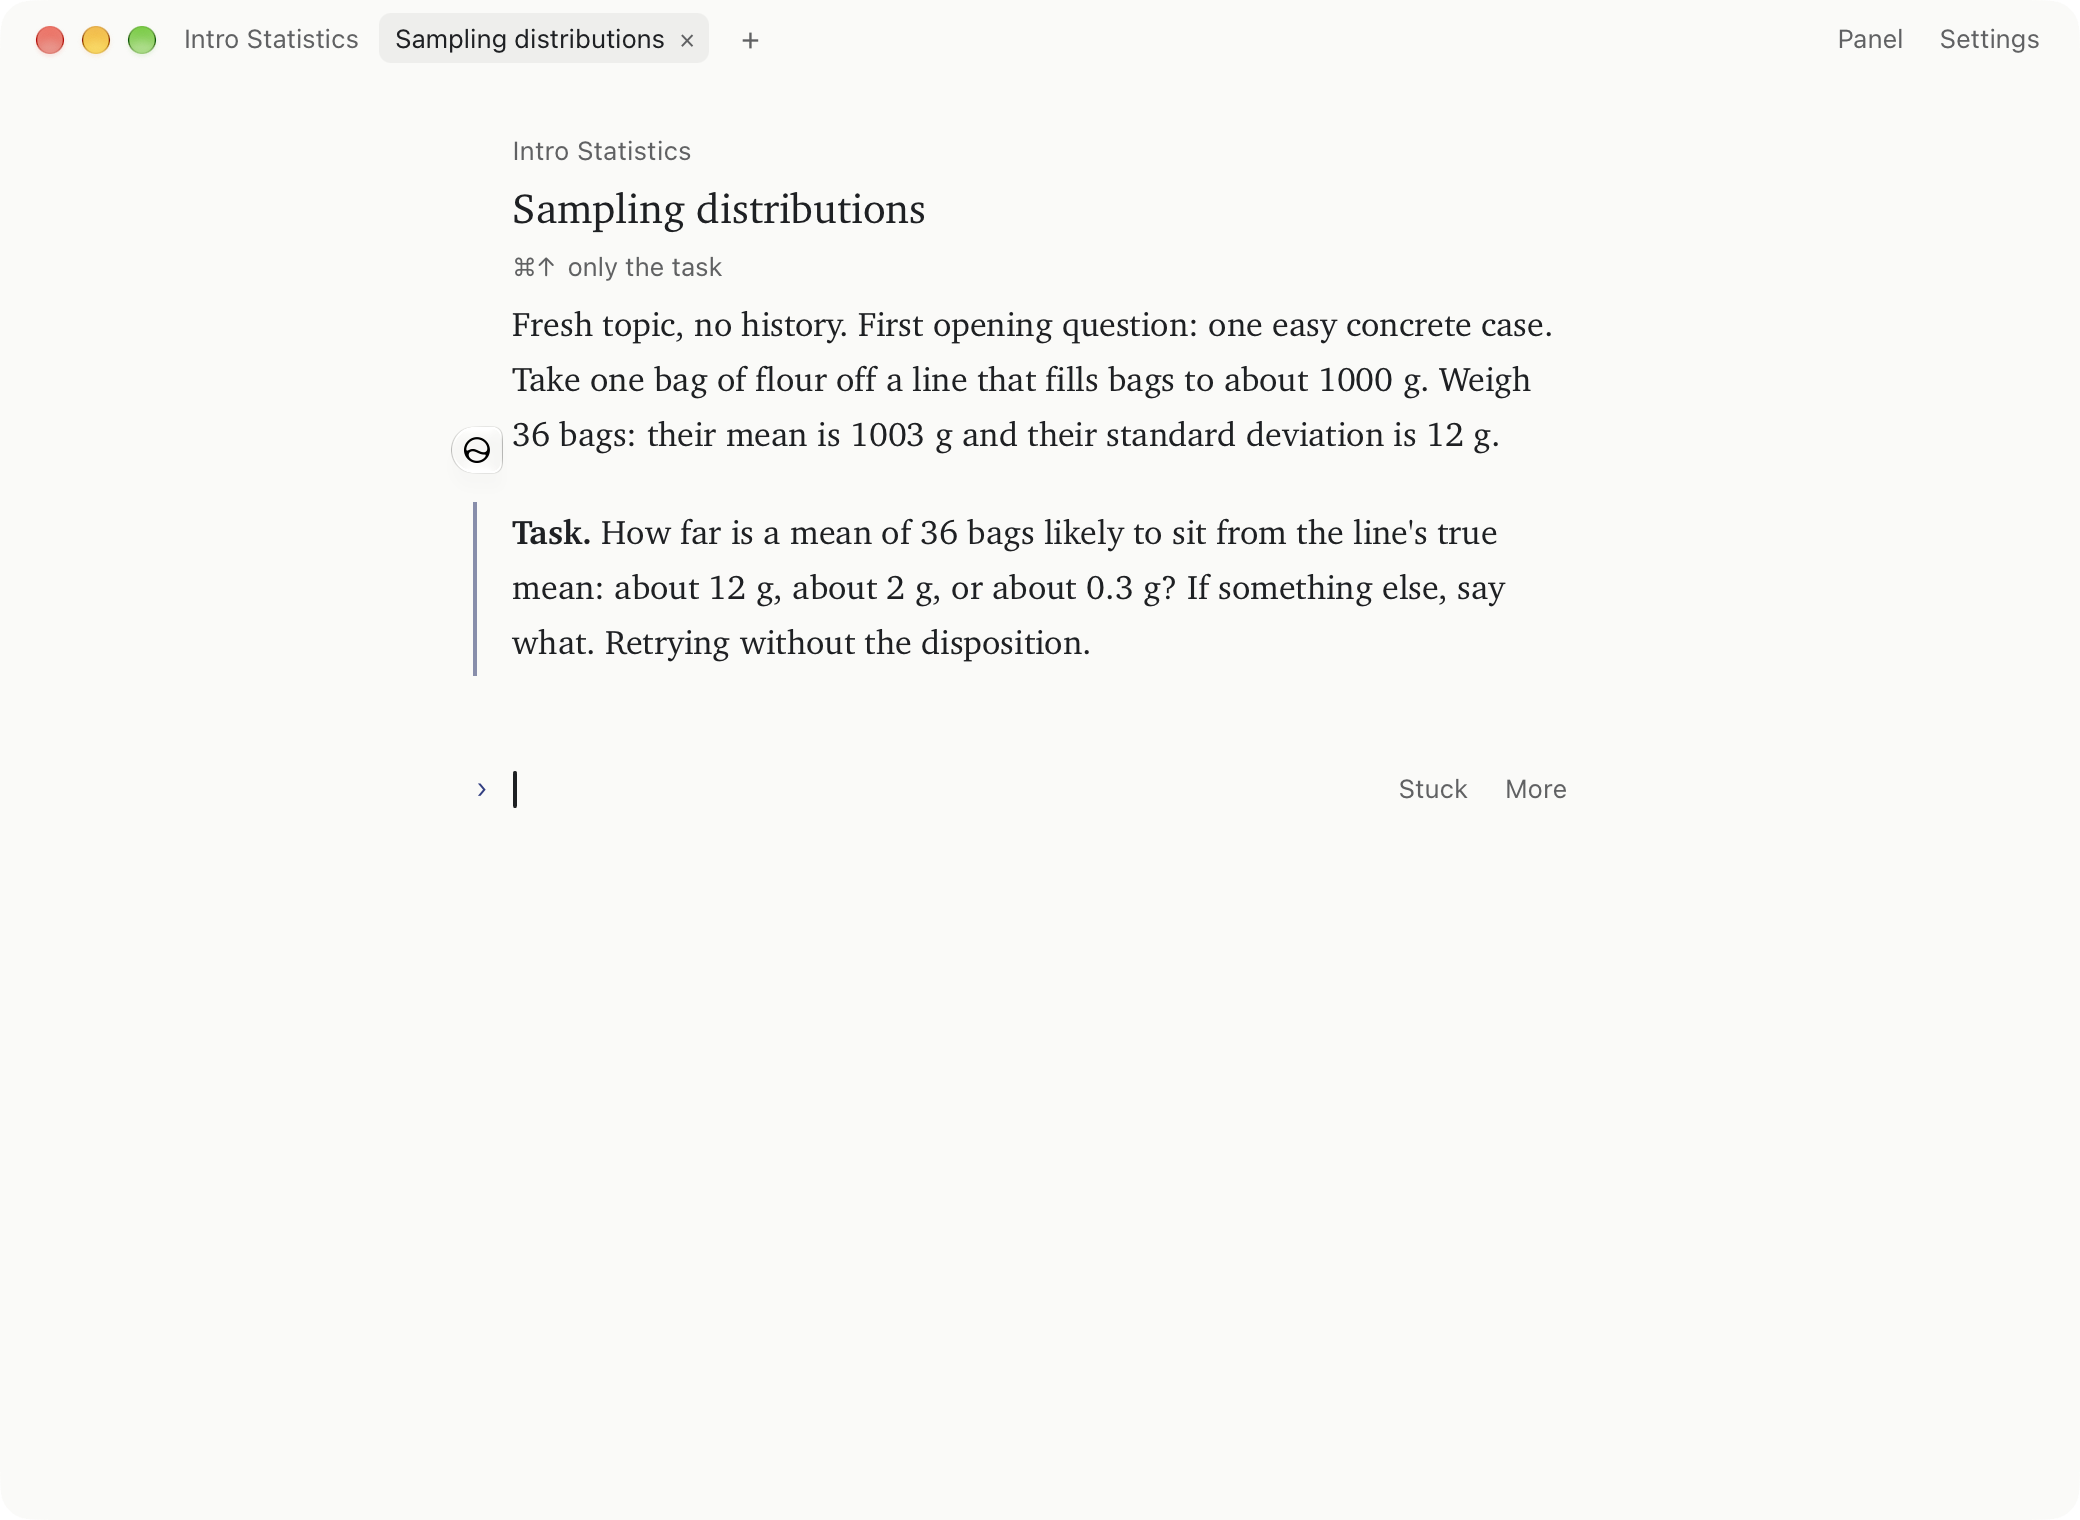 Intro Statistics
Sampling distributions ×
+
Panel
Settings
Intro Statistics
Sampling distributions
⌘↑ only the task
Fresh topic, no history. First opening question: one easy concrete case.
Take one bag of flour off a line that fills bags to about 1000 g. Weigh
36 bags: their mean is 1003 g and their standard deviation is 12 g.
Task. How far is a mean of 36 bags likely to sit from the line's true
mean: about 12 g, about 2 g, or about 0.3 g? If something else, say
what. Retrying without the disposition.
›
Stuck
More